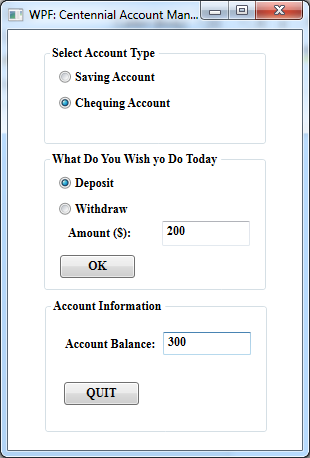 WPF: Centennial Account Man...
Select Account Type
Saving Account
Chequing Account
What Do You Wish yo Do Today
Deposit
Withdraw
Amount ($): 200
OK
Account Information
Account Balance: 300
QUIT